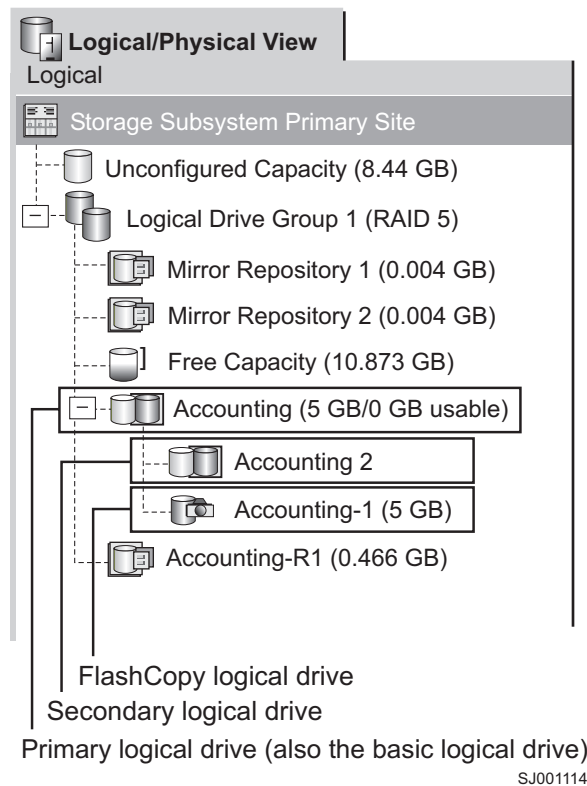 Logical/Physical View
Logical
Storage Subsystem Primary Site
Unconfigured Capacity (8.44 GB)
Logical Drive Group 1 (RAID 5)
Mirror Repository 1 (0.004 GB)
Mirror Repository 2 (0.004 GB)
Free Capacity (10.873 GB)
Accounting (5 GB/0 GB usable)
Accounting 2
Accounting-1 (5 GB)
Accounting-R1 (0.466 GB)
FlashCopy logical drive
Secondary logical drive
Primary logical drive (also the basic logical drive)
SJ001114